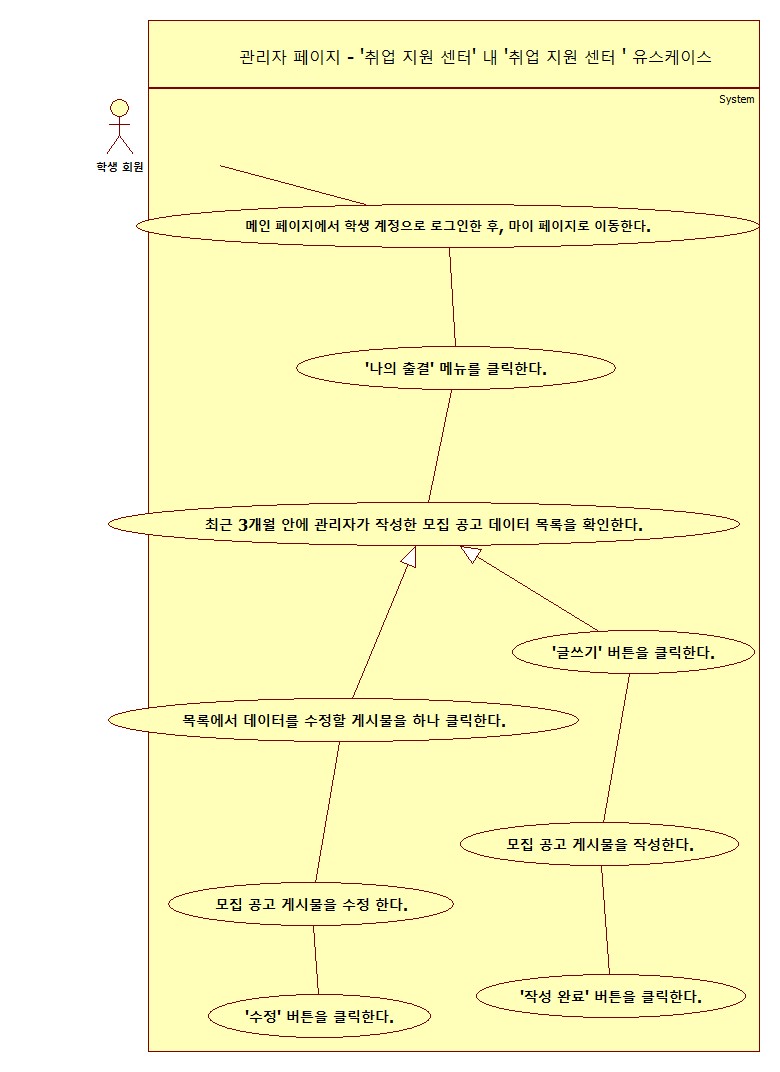 관리자 페이지 - '취업 지원 센터' 내 '취업 지원 센터 ' 유스케이스
System
학생 회원
메인 페이지에서 학생 계정으로 로그인한 후, 마이 페이지로 이동한다.
'나의 출결' 메뉴를 클릭한다.
최근 3개월 안에 관리자가 작성한 모집 공고 데이터 목록을 확인한다.
'글쓰기' 버튼을 클릭한다.
목록에서 데이터를 수정할 게시물을 하나 클릭한다.
모집 공고 게시물을 작성한다.
모집 공고 게시물을 수정 한다.
'작성 완료' 버튼을 클릭한다.
'수정' 버튼을 클릭한다.